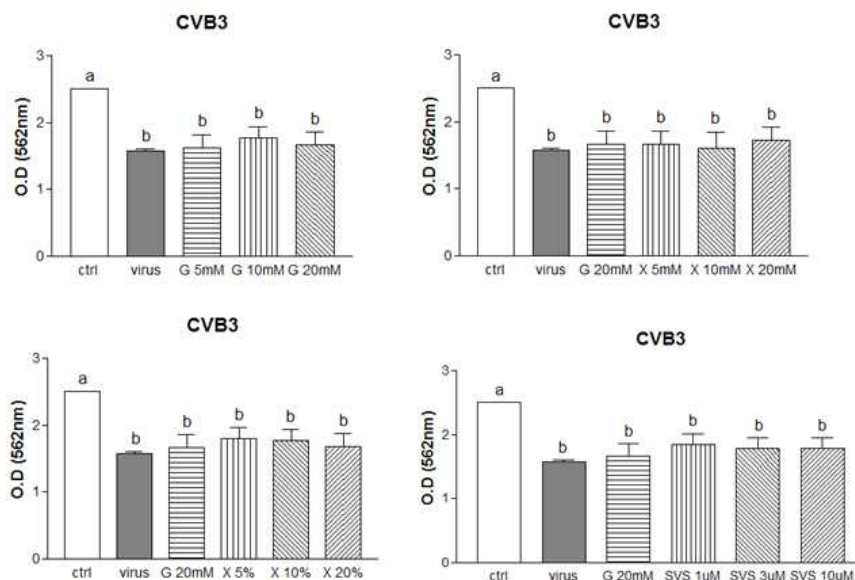 CVB3
O.D (562nm)
3
2
1
0
a
b
b
b
b
ctrl virus G 5mM G 10mM G 20mM
CVB3
O.D (562nm)
3
2
1
0
a
b
b
b
b
b
ctrl virus G 20mM X 5mM X 10mM X 20mM
CVB3
O.D (562nm)
3
2
1
0
a
b
b
b
b
b
ctrl virus G 20mM X 5% X 10% X 20%
CVB3
O.D (562nm)
3
2
1
0
a
b
b
b
b
b
ctrl virus G 20mM SVS 1uM SVS 3uM SVS 10uM